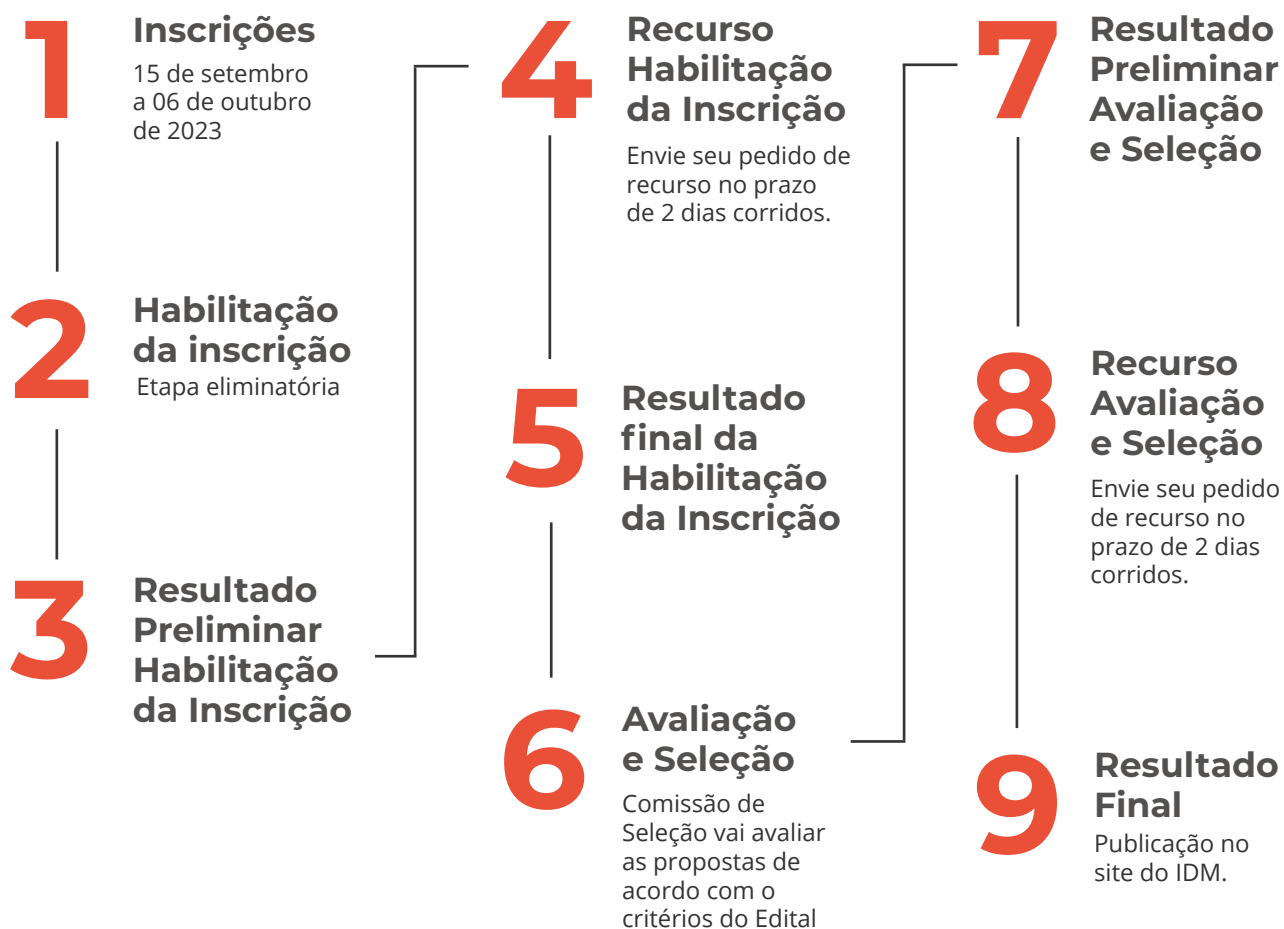 1
Inscrições
15 de setembro
a 06 de outubro
de 2023
2
Habilitação
da inscrição
Etapa eliminatória
3
Resultado
Preliminar
Habilitação
da Inscrição
4
Recurso
Habilitação
da Inscrição
Envie seu pedido de
recurso no prazo
de 2 dias corridos.
5
Resultado
final da
Habilitação
da Inscrição
6
Avaliação
e Seleção
Comissão de
Seleção vai avaliar
as propostas de
acordo com o
critérios do Edital
7
Resultado
Preliminar
Avaliação
e Seleção
8
Recurso
Avaliação
e Seleção
Envie seu pedido
de recurso no
prazo de 2 dias
corridos.
9
Resultado
Final
Publicação no
site do IDM.